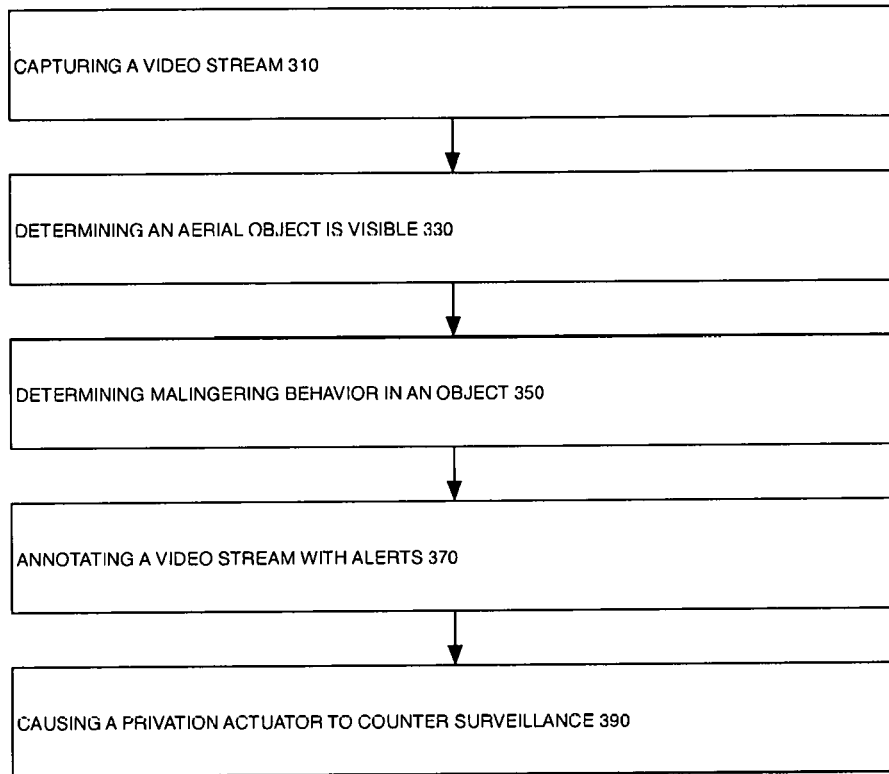 CAPTURING A VIDEO STREAM 310
DETERMINING AN AERIAL OBJECT IS VISIBLE 330
DETERMINING MALINGERING BEHAVIOR IN AN OBJECT 350
ANNOTATING A VIDEO STREAM WITH ALERTS 370
CAUSING A PRIVATION ACTUATOR TO COUNTER SURVEILLANCE 390